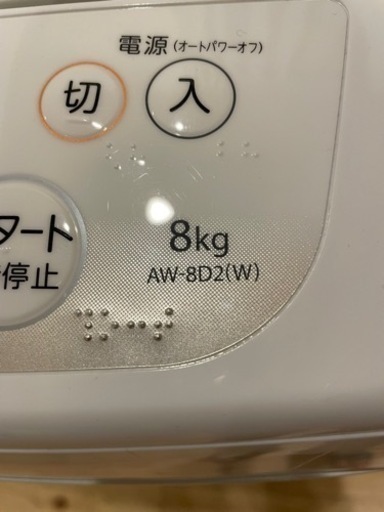 電源(オートパワーオフ)
切 入
タート
停止
8kg
AW-8D2(W)